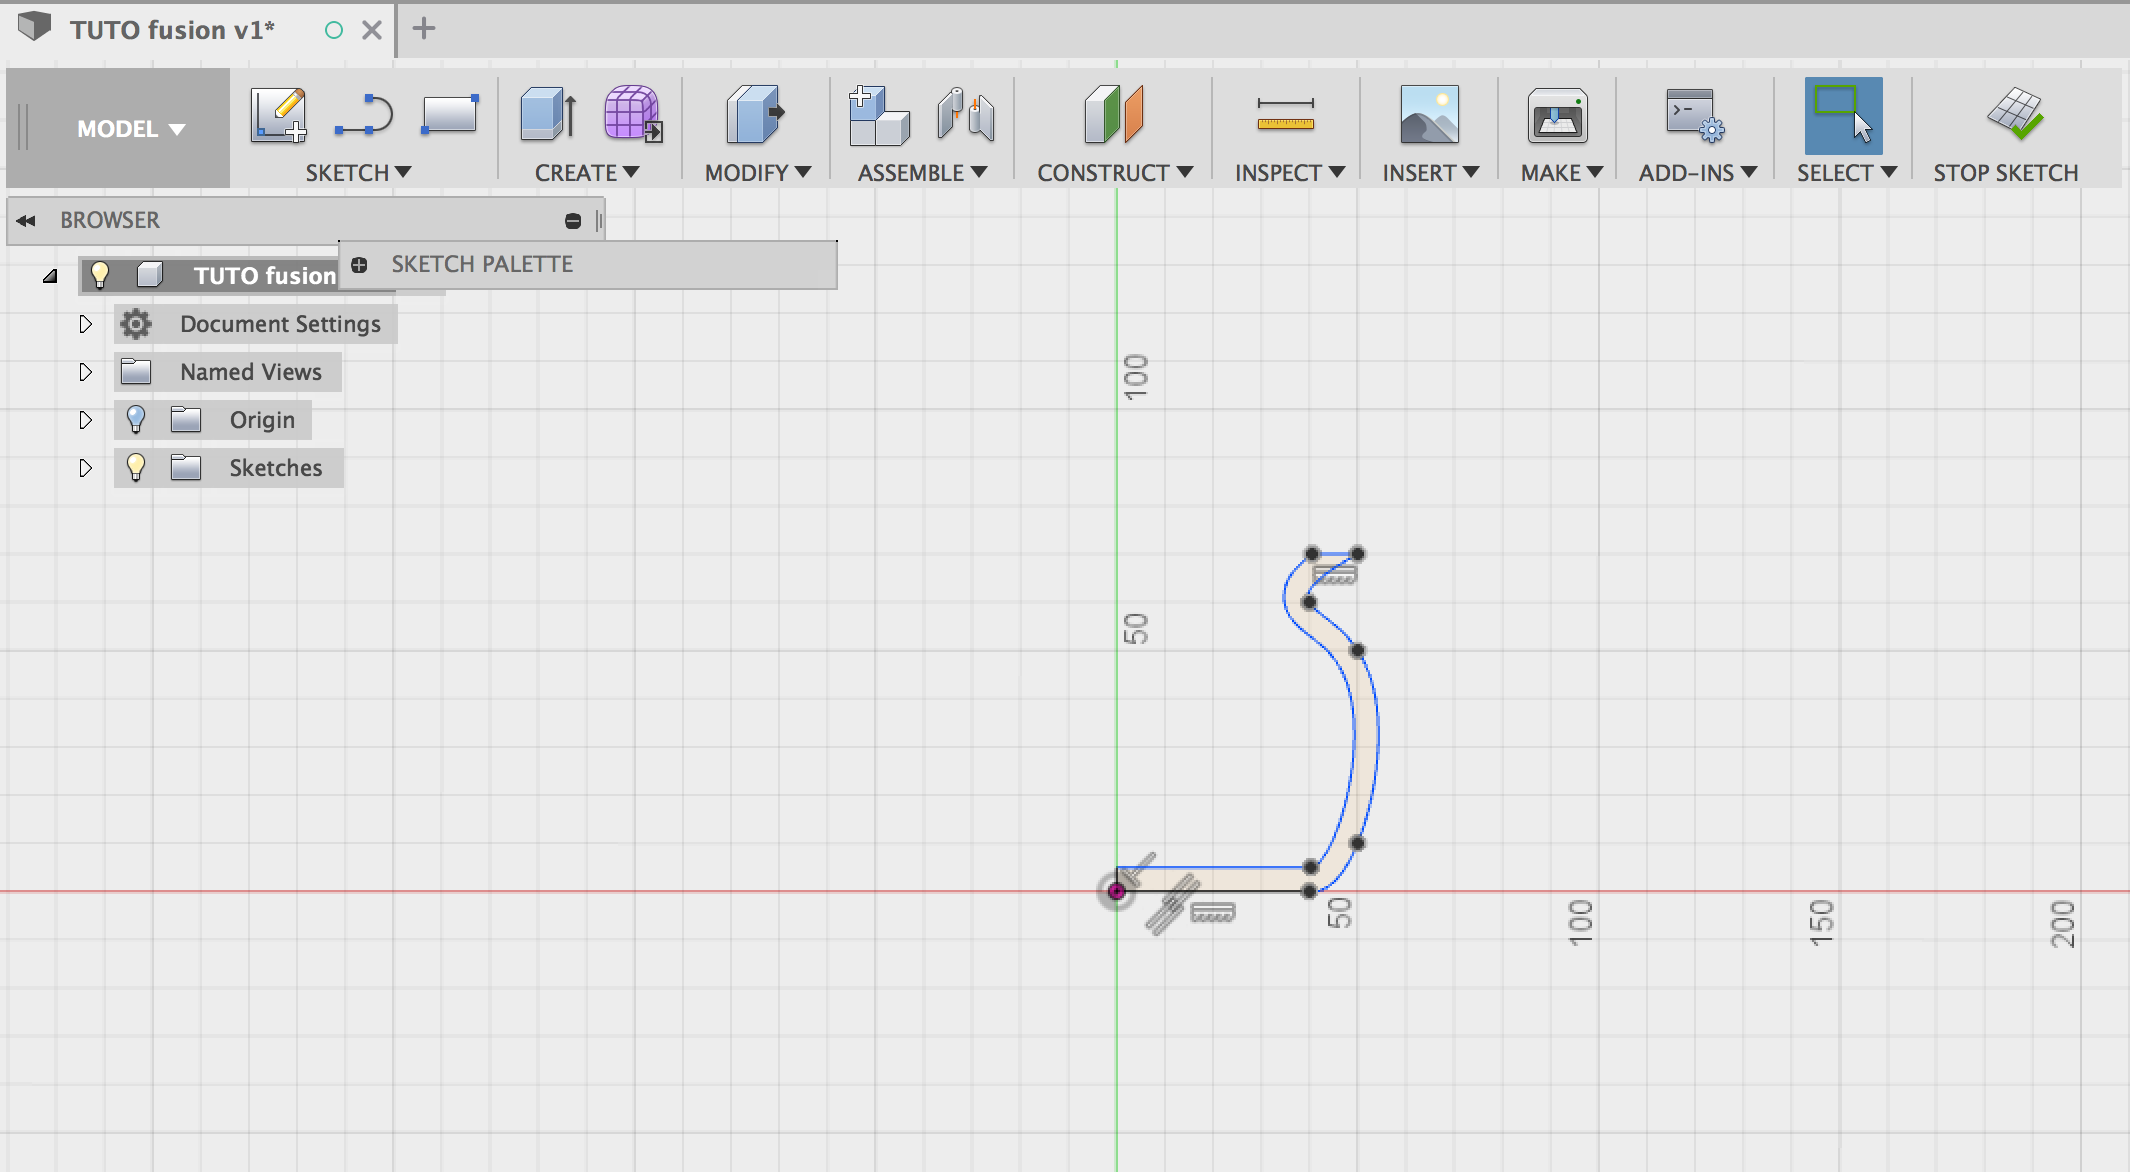 TUTO fusion v1*
MODEL
SKETCH
CREATE
MODIFY
ASSEMBLE
CONSTRUCT
INSPECT
INSERT
MAKE
ADD-INS
SELECT
STOP SKETCH
BROWSER
SKETCH PALETTE
TUTO fusion
Document Settings
Named Views
Origin
Sketches
100
50
50
100
150
200